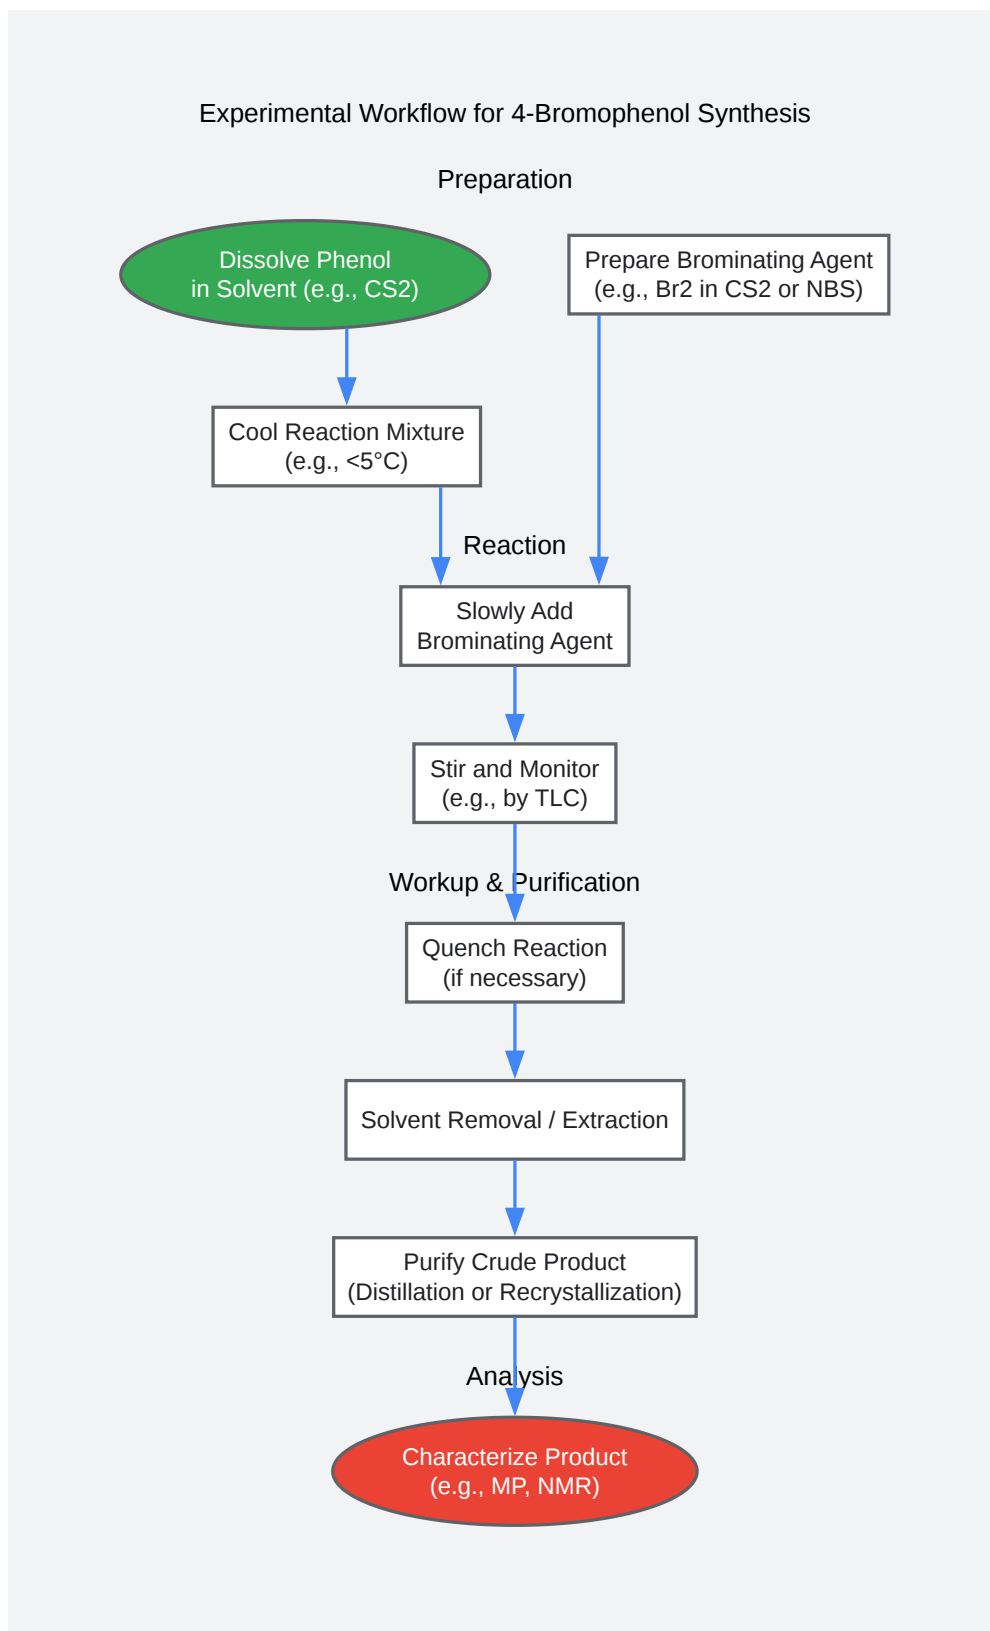 Experimental Workflow for 4-Bromophenol Synthesis
Preparation
Dissolve Phenol
in Solvent (e.g., CS2)
Prepare Brominating Agent
(e.g., Br2 in CS2 or NBS)
Cool Reaction Mixture
(e.g., <5°C)
Reaction
Slowly Add
Brominating Agent
Stir and Monitor
(e.g., by TLC)
Workup & Purification
Quench Reaction
(if necessary)
Solvent Removal / Extraction
Purify Crude Product
(Distillation or Recrystallization)
Analysis
Characterize Product
(e.g., MP, NMR)